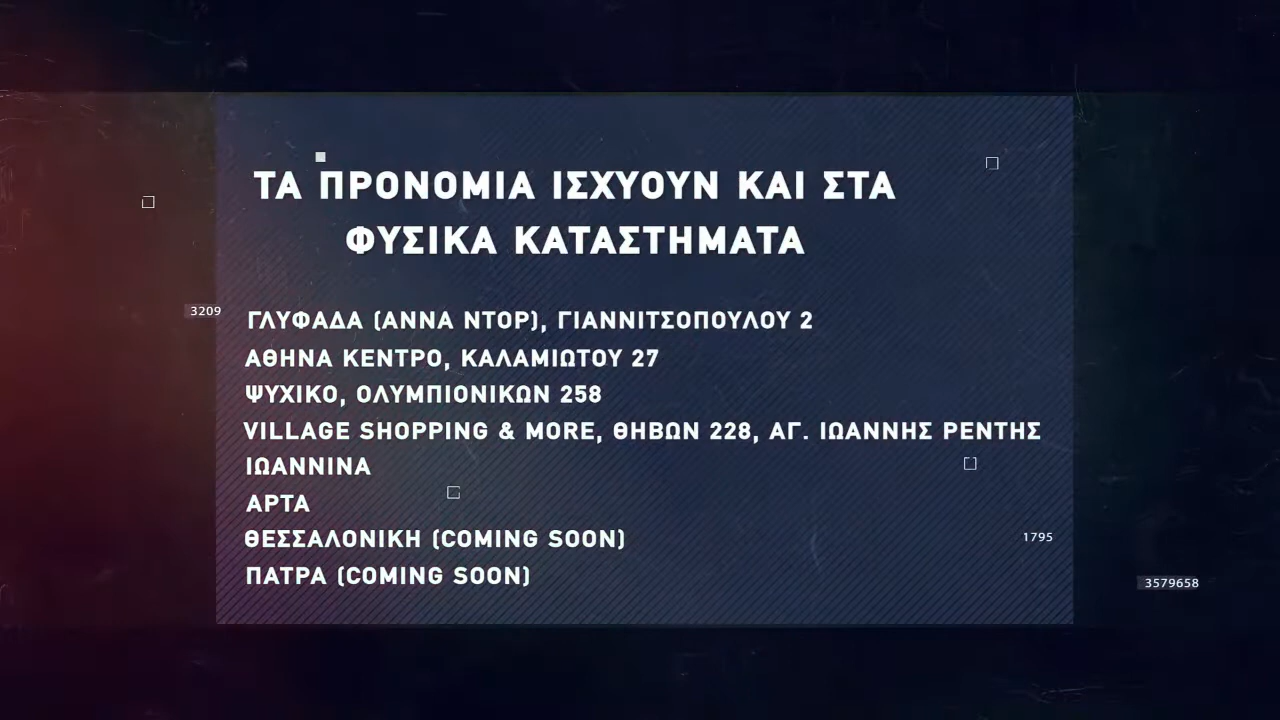 ΤΑ ΠΡΟΝΟΜΙΑ ΙΣΧΥΟΥΝ ΚΑΙ ΣΤΑ
ΦΥΣΙΚΑ ΚΑΤΑΣΤΗΜΑΤΑ
3209
ΓΛΥΦΑΔΑ (ΑΝΝΑ ΝΤΟΡ), ΓΙΑΝΝΙΤΣΟΠΟΥΛΟΥ 2
ΑΘΗΝΑ ΚΕΝΤΡΟ, ΚΑΛΑΜΙΩΤΟΥ 27
ΨΥΧΙΚΟ, ΟΛΥΜΠΙΟΝΙΚΩΝ 258
VILLAGE SHOPPING & MORE, ΘΗΒΩΝ 228, ΑΓ. ΙΩΑΝΝΗΣ ΡΕΝΤΗΣ
ΙΩΑΝΝΙΝΑ
ΑΡΤΑ
ΘΕΣΣΑΛΟΝΙΚΗ (COMING SOON)
1795
ΠΑΤΡΑ (COMING SOON)
3579658